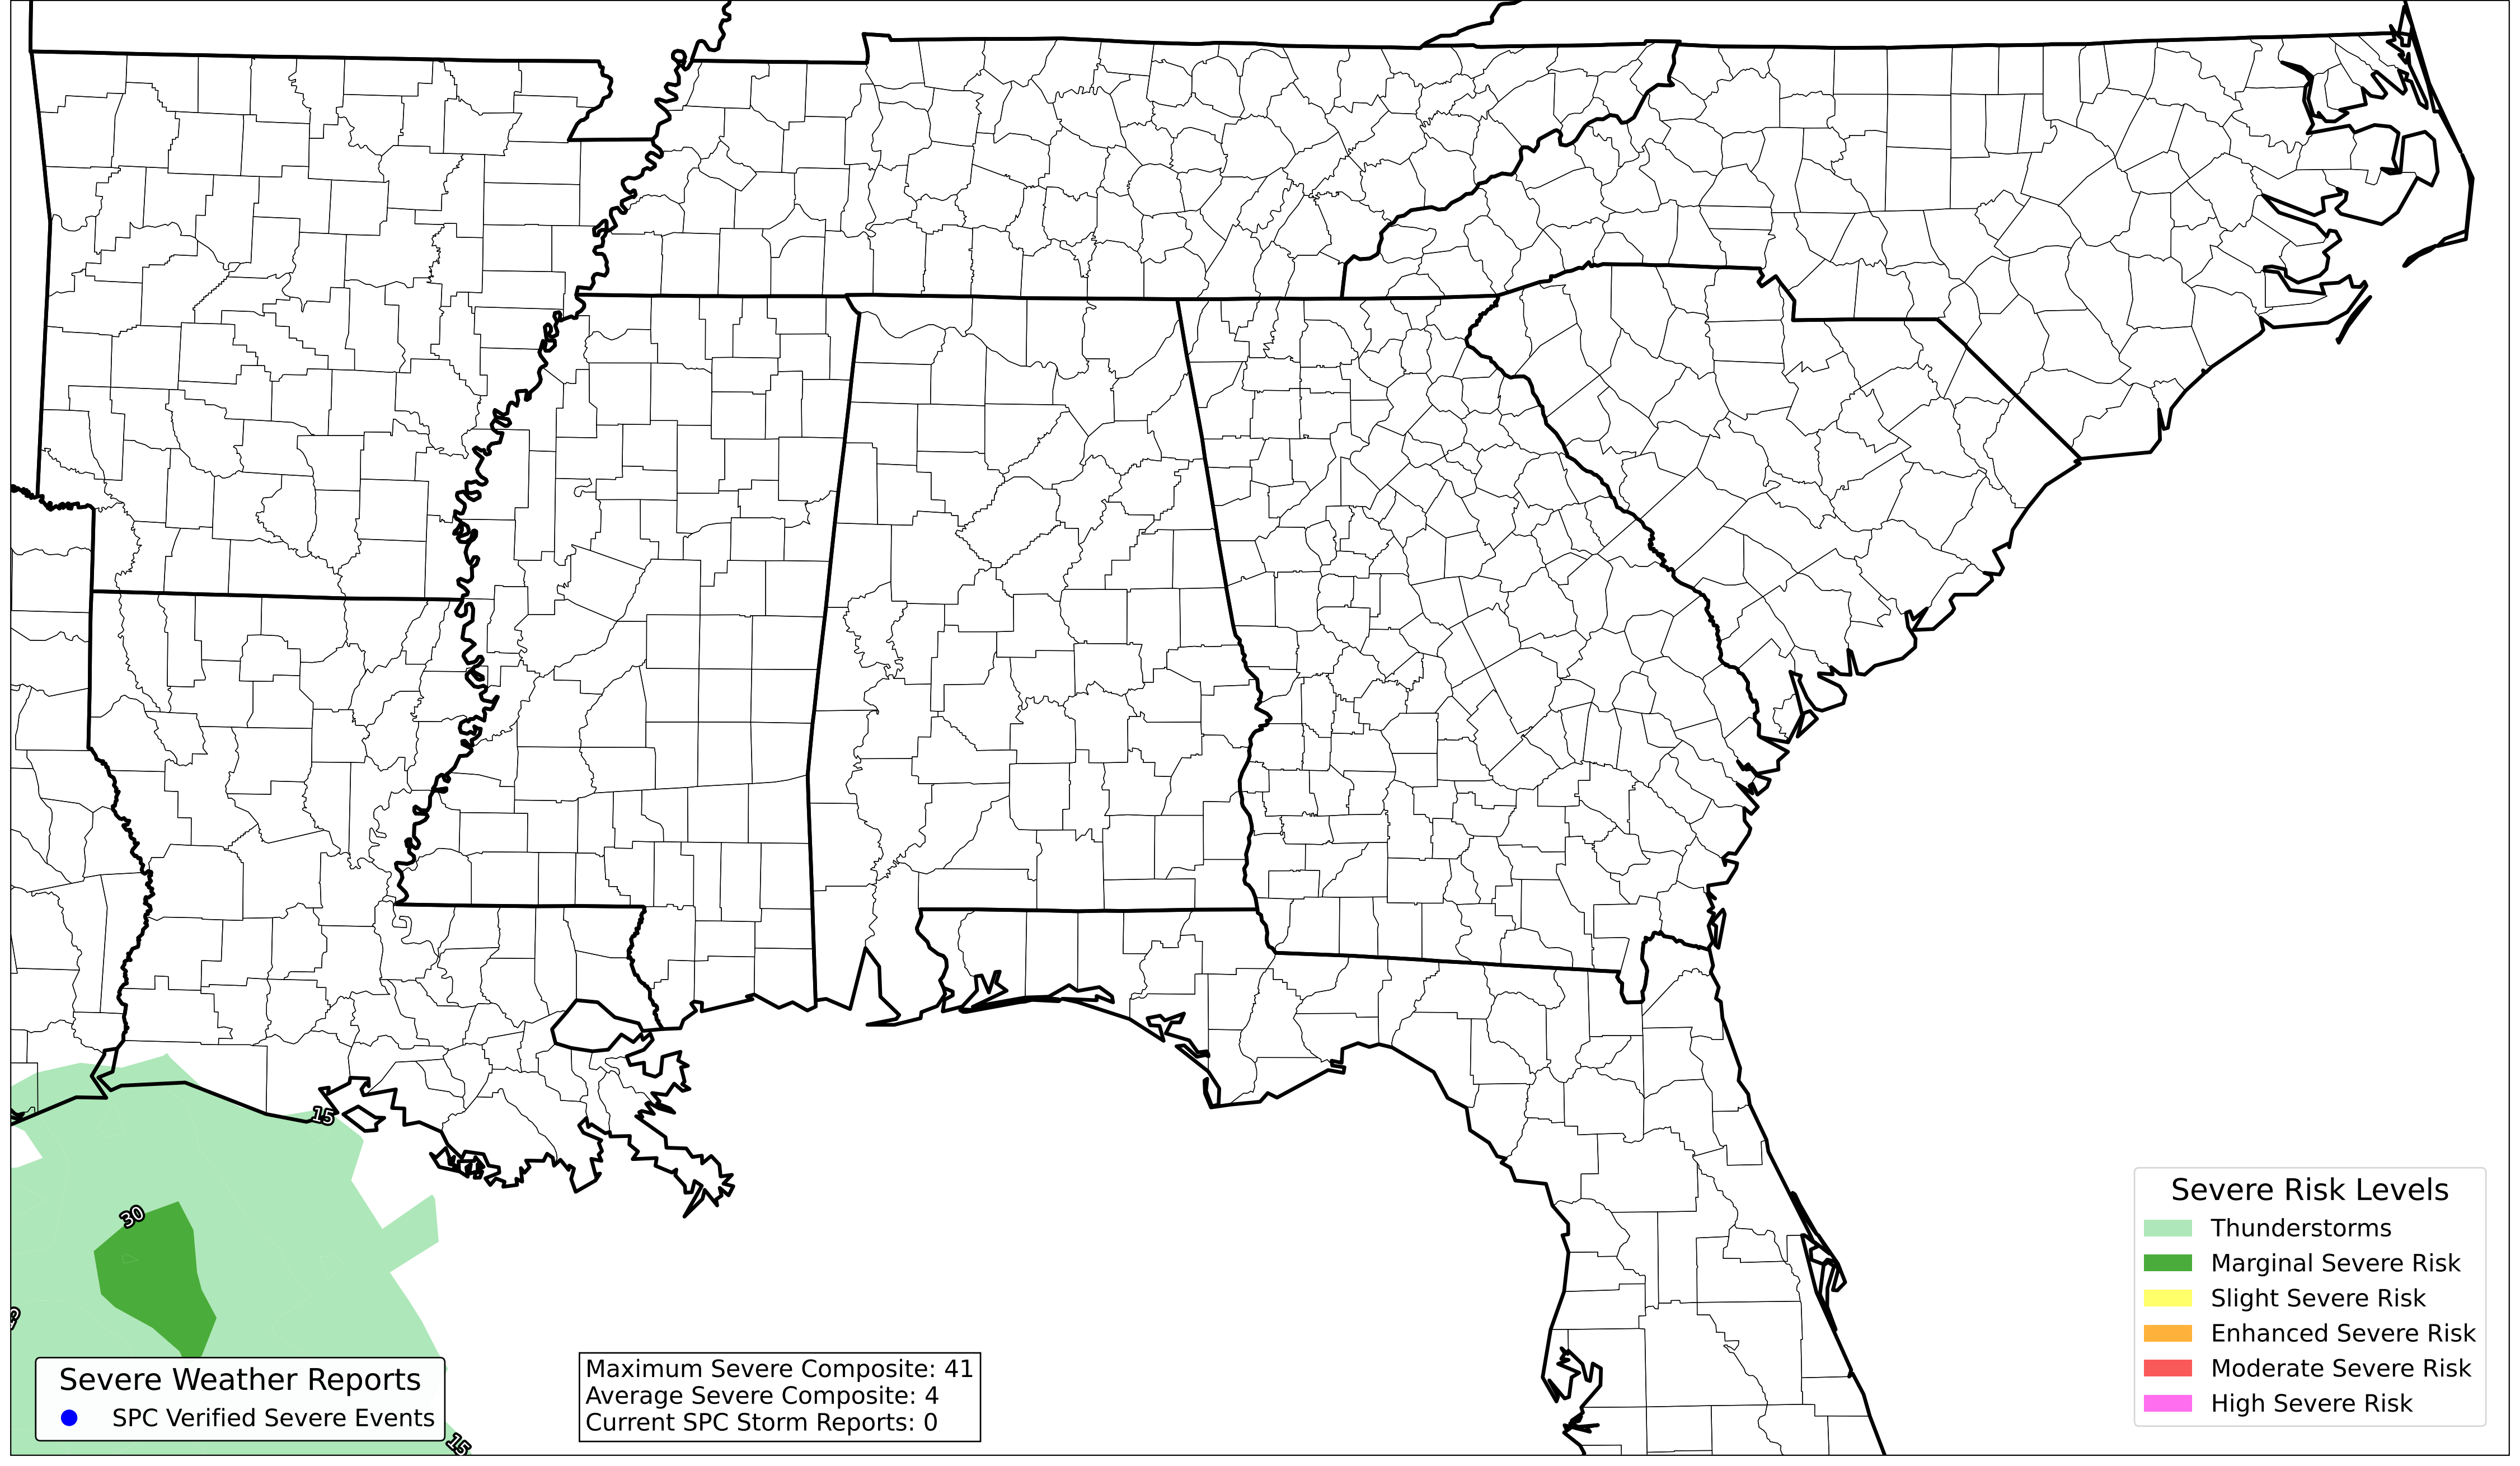 15
30
Severe Risk Levels
Thunderstorms
Marginal Severe Risk
Slight Severe Risk
Enhanced Severe Risk
Moderate Severe Risk
High Severe Risk
Severe Weather Reports
SPC Verified Severe Events
Maximum Severe Composite: 41
Average Severe Composite: 4
Current SPC Storm Reports: 0
15